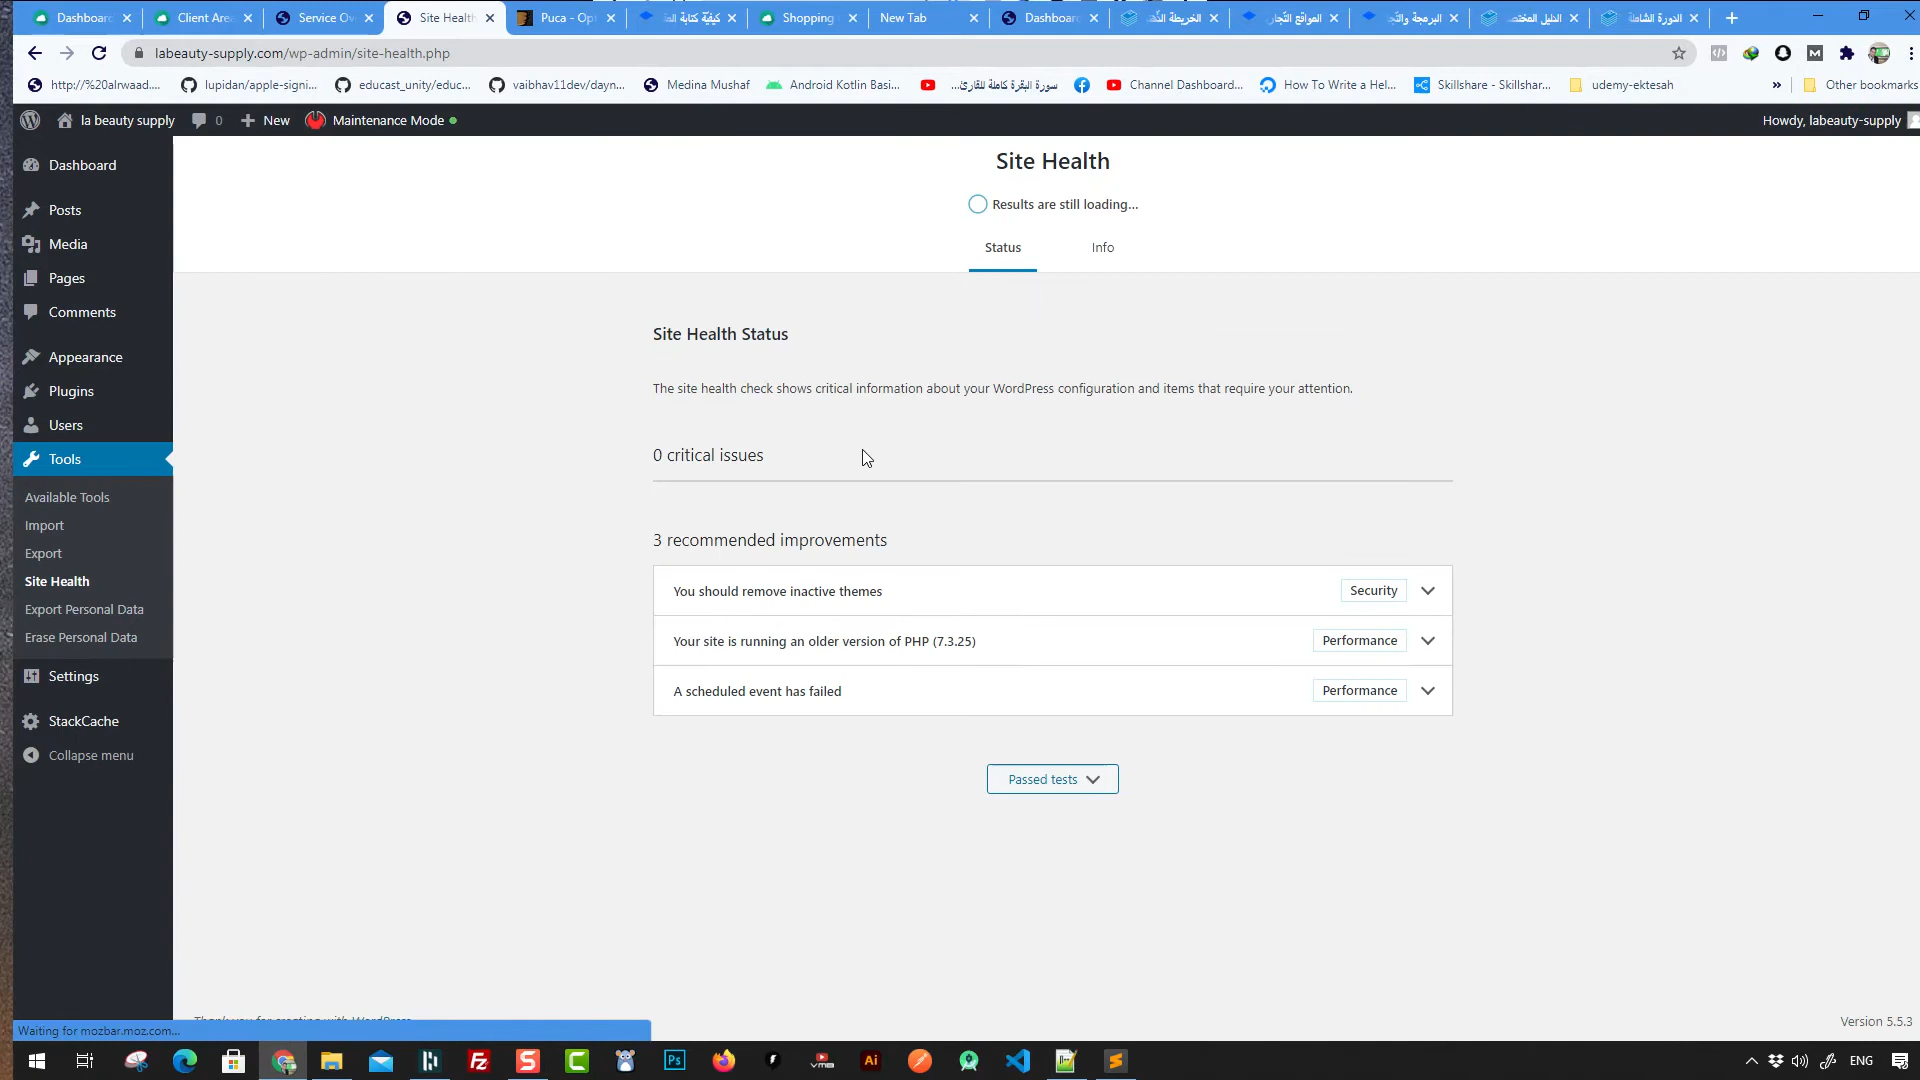 Dashboard
Client Area
Service Ov
Site Health
Puca - Opt
كيفية كتابة المق
Shopping
New Tab
Dashboard
الخريطة الذه
المواقع التجار
البرمجة والتح
الدليل المختص
الدورة الشاملة
labeauty-supply.com/wp-admin/site-health.php
http://%20alrwaad....
lupidan/apple-signi...
educast_unity/educ...
vaibhav11dev/dayn...
Medina Mushaf
Android Kotlin Basi...
سورة البقرة كاملة للقارئ...
Channel Dashboard...
How To Write a Hel...
Skillshare - Skillshar...
udemy-ektesah
»
Other bookmarks
la beauty supply
0
New
Maintenance Mode
Howdy, labeauty-supply
Dashboard
Posts
Media
Pages
Comments
Appearance
Plugins
Users
Tools
Available Tools
Import
Export
Site Health
Export Personal Data
Erase Personal Data
Settings
StackCache
Collapse menu
Site Health
Results are still loading...
Status
Info
Site Health Status
The site health check shows critical information about your WordPress configuration and items that require your attention.
0 critical issues
3 recommended improvements
You should remove inactive themes
Security
Your site is running an older version of PHP (7.3.25)
Performance
A scheduled event has failed
Performance
Passed tests
Thank you for creating with WordPress.
Version 5.5.3
Waiting for mozbar.moz.com...
ENG